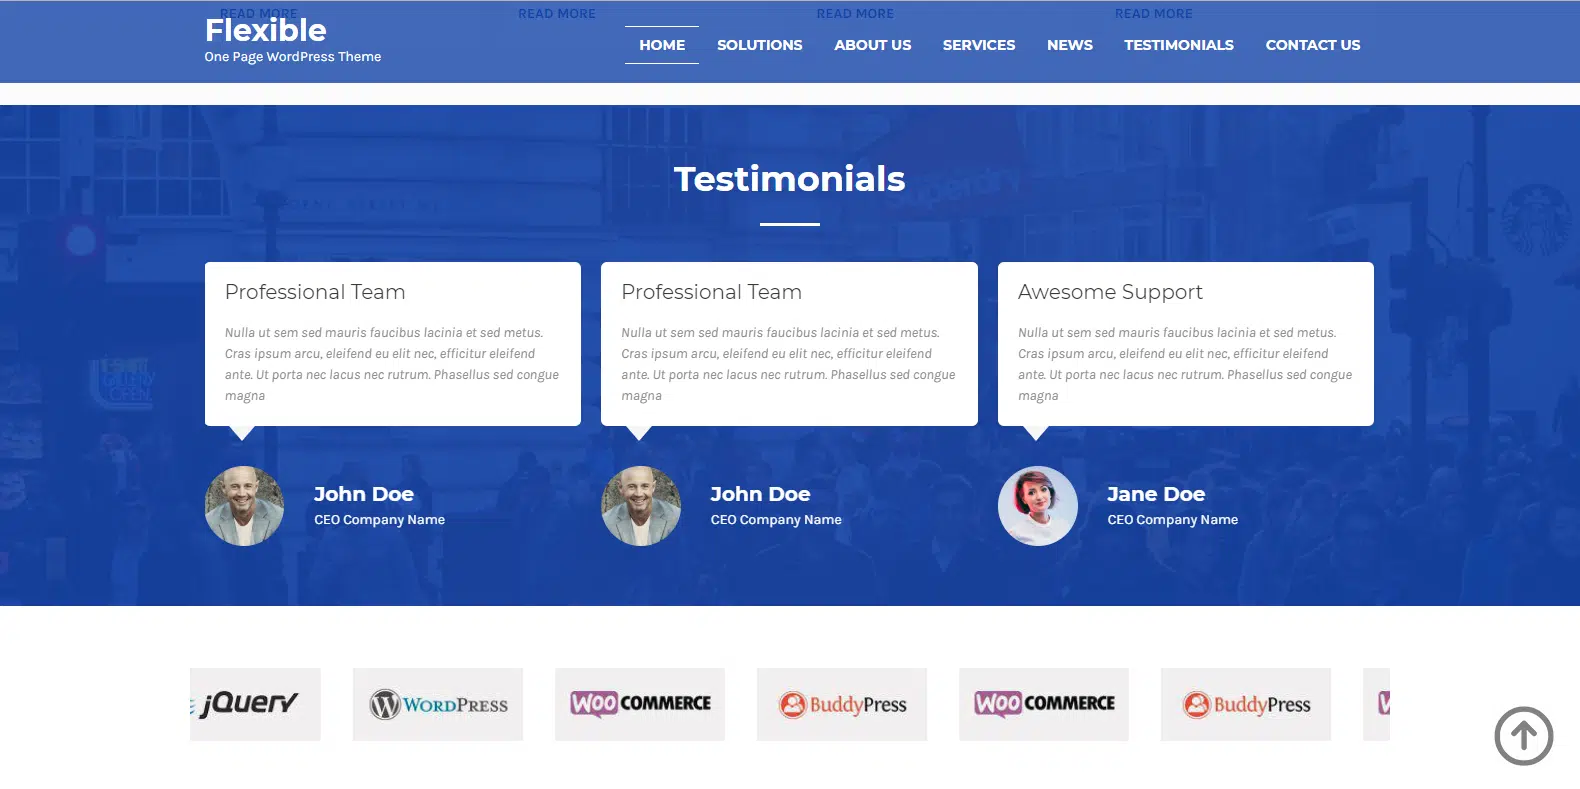 READ MORE READ MORE READ MORE READ MORE
Flexible
One Page WordPress Theme
HOME SOLUTIONS ABOUT US SERVICES NEWS TESTIMONIALS CONTACT US
Testimonials
Superdry
Professional Team
Nulla ut sem sed mauris faucibus lacinia et sed metus.
Cras ipsum arcu, eleifend eu elit nec, efficitur eleifend
ante. Ut porta nec lacus nec rutrum. Phasellus sed congue
magna
John Doe
CEO Company Name
Professional Team
Nulla ut sem sed mauris faucibus lacinia et sed metus.
Cras ipsum arcu, eleifend eu elit nec, efficitur eleifend
ante. Ut porta nec lacus nec rutrum. Phasellus sed congue
magna
John Doe
CEO Company Name
Awesome Support
Nulla ut sem sed mauris faucibus lacinia et sed metus.
Cras ipsum arcu, eleifend eu elit nec, efficitur eleifend
ante. Ut porta nec lacus nec rutrum. Phasellus sed congue
magna
Jane Doe
CEO Company Name
GALLERY
OPEN
jQuery WORDPRESS WOO COMMERCE BuddyPress WOO COMMERCE BuddyPress